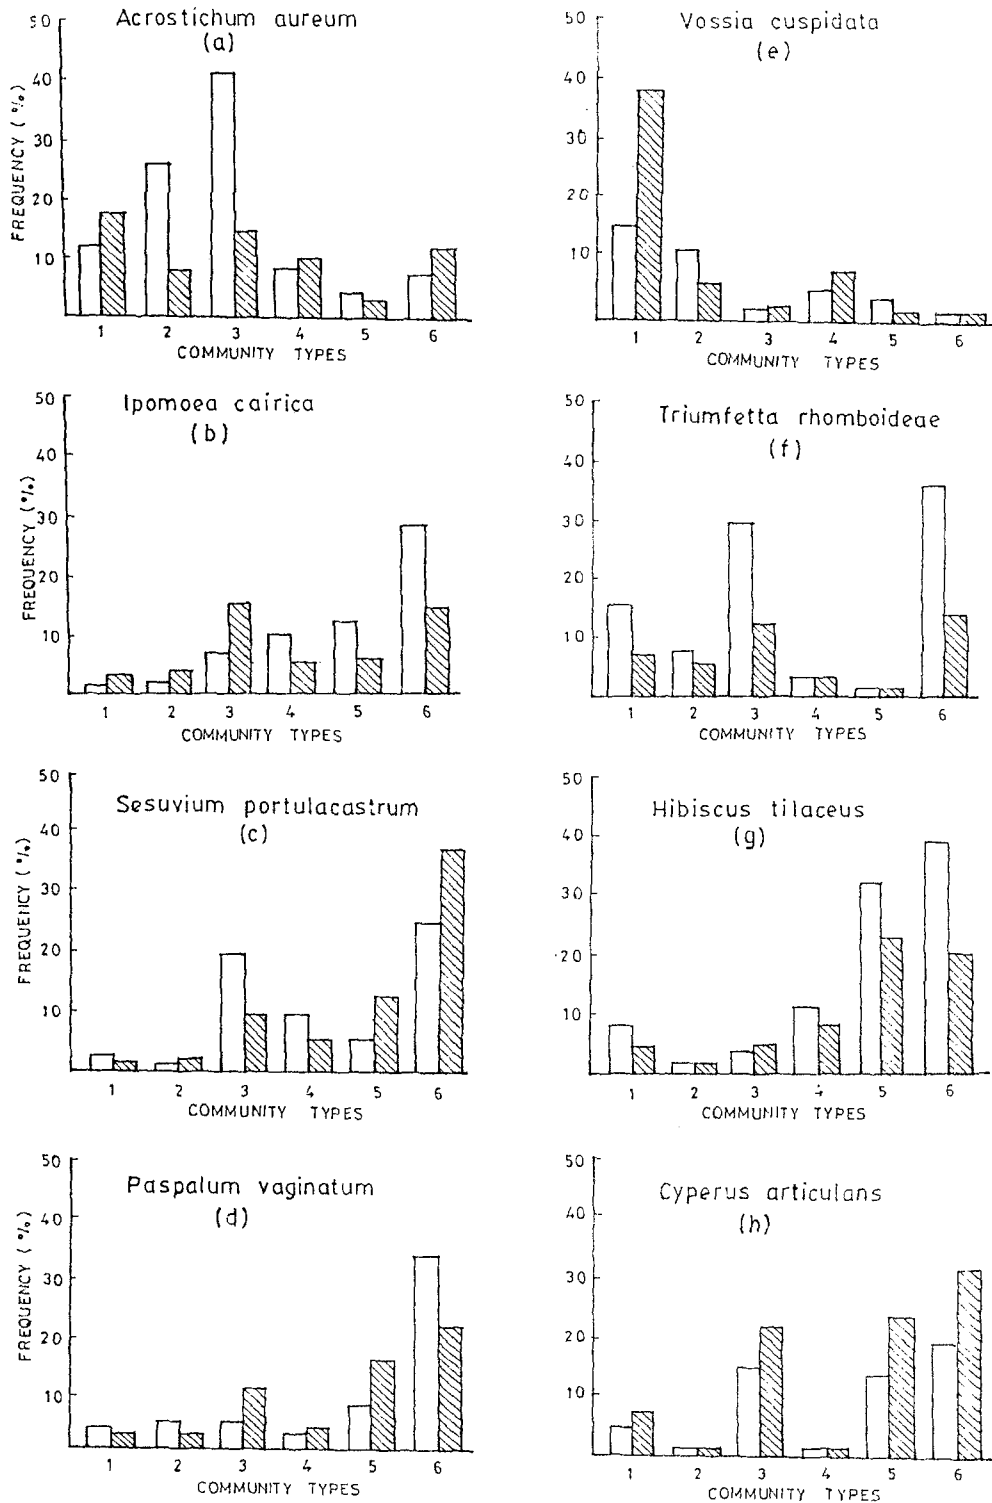 Acrostichum aureum
(a)
FREQUENCY (%)
50
40
30
20
10
1 2 3 4 5 6
COMMUNITY TYPES
Ipomoea cairica
(b)
FREQUENCY (%)
50
40
30
20
10
1 2 3 4 5 6
COMMUNITY TYPES
Sesuvium portulacastrum
(c)
FREQUENCY (%)
50
40
30
20
10
1 2 3 4 5 6
COMMUNITY TYPES
Paspalum vaginatum
(d)
FREQUENCY (%)
50
40
30
20
10
1 2 3 4 5 6
COMMUNITY TYPES
Vossia cuspidata
(e)
50
40
30
20
10
1 2 3 4 5 6
COMMUNITY TYPES
Triumfetta rhomboideae
(f)
50
40
30
20
10
1 2 3 4 5 6
COMMUNITY TYPES
Hibiscus tilaceus
(g)
50
40
30
20
10
1 2 3 4 5 6
COMMUNITY TYPES
Cyperus articulans
(h)
50
40
30
20
10
1 2 3 4 5 6
COMMUNITY TYPES